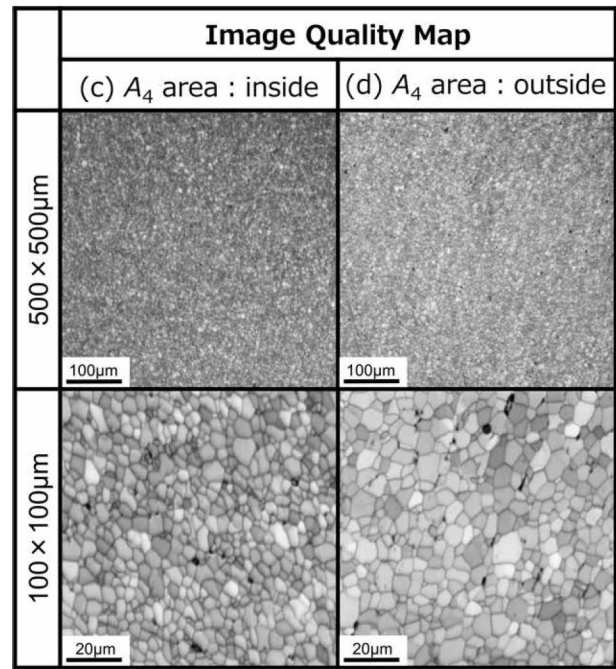 Image Quality Map
(c) A₄ area : inside
(d) A₄ area : outside
500×500μm
100μm
100μm
100×100μm
20μm
20μm